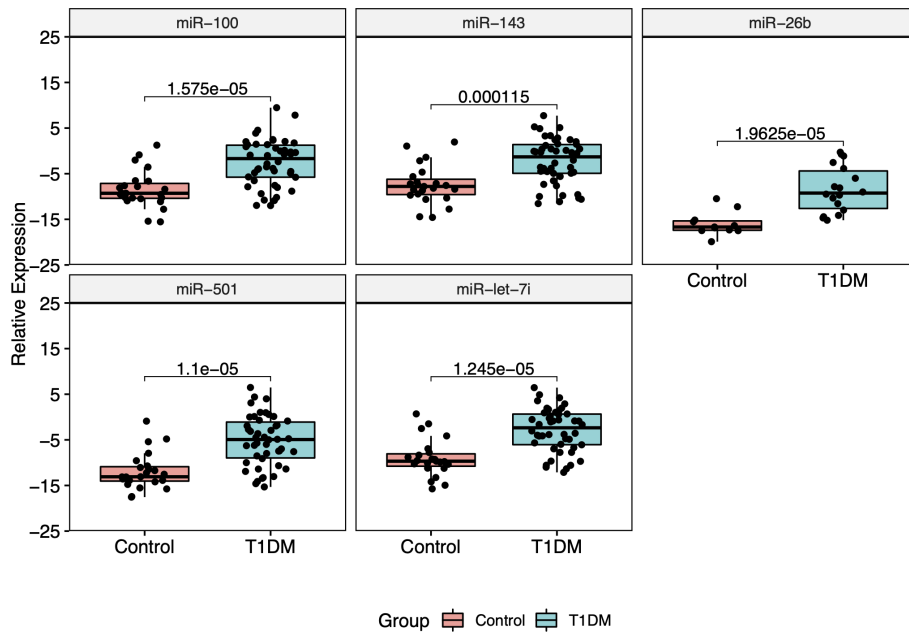 miR−100 miR−143 miR−26b
25
15
5
−5
−15
−25
1.575e−05
0.000115
1.9625e−05
Control T1DM
Relative Expression
miR−501 miR−let−7i
25
15
5
−5
−15
−25
1.1e−05
1.245e−05
Control T1DM Control T1DM
Group Control T1DM